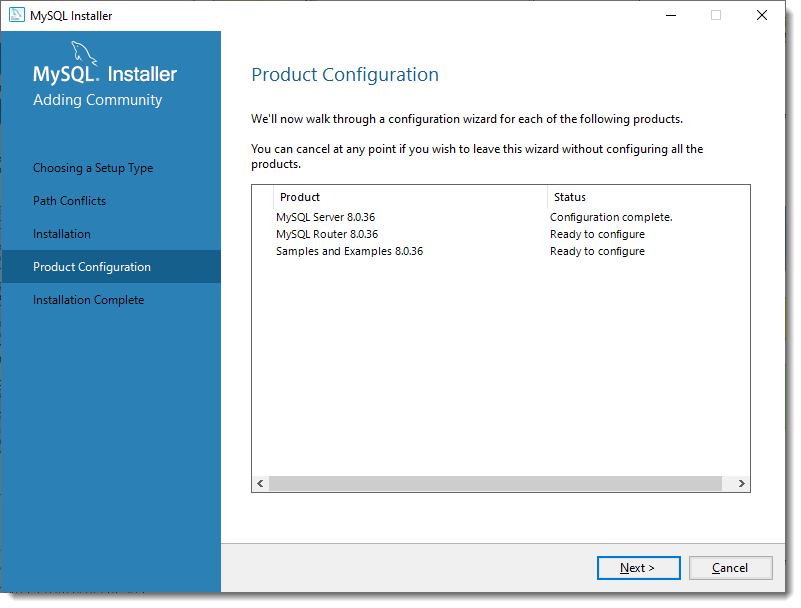 MySQL Installer
MySQL. Installer
Adding Community
Choosing a Setup Type
Path Conflicts
Installation
Product Configuration
Installation Complete
Product Configuration
We'll now walk through a configuration wizard for each of the following products.
You can cancel at any point if you wish to leave this wizard without configuring all the
products.
Product Status
MySQL Server 8.0.36 Configuration complete.
MySQL Router 8.0.36 Ready to configure
Samples and Examples 8.0.36 Ready to configure
Next > Cancel